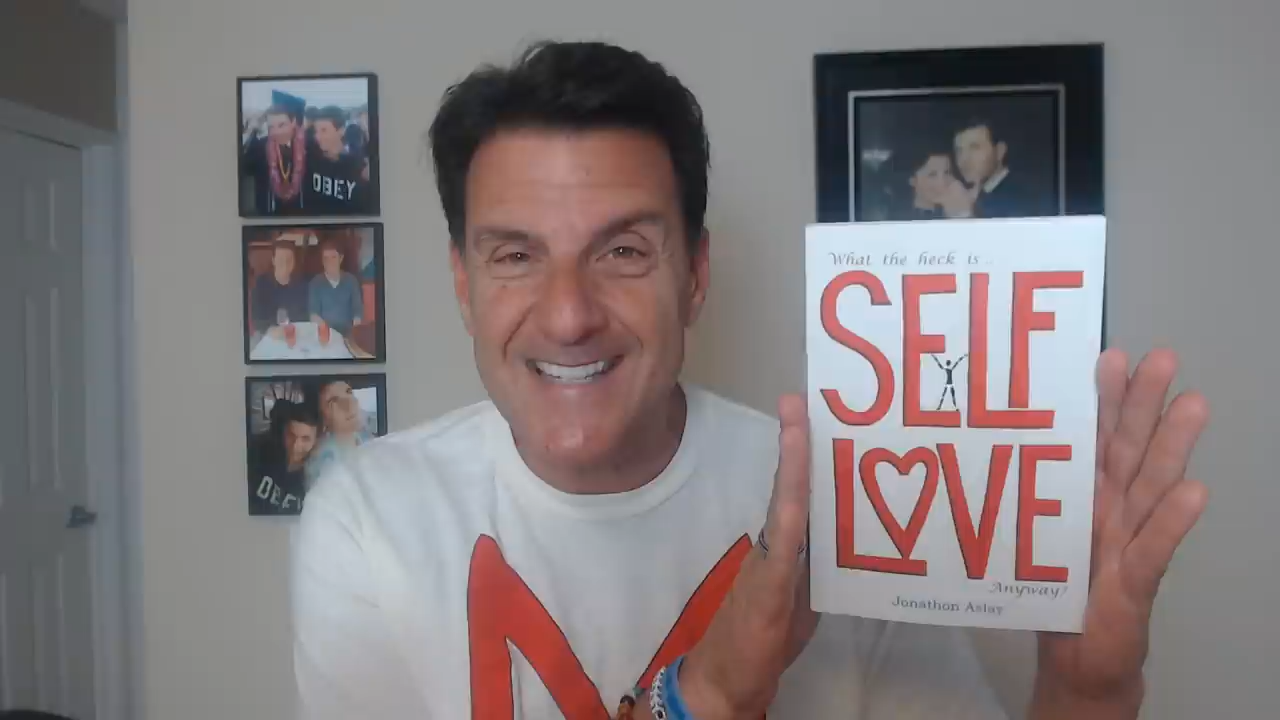 OBEY
What the heck is...
SELF
LOVE
Anyway?
Jonathon Aslay
OBEY